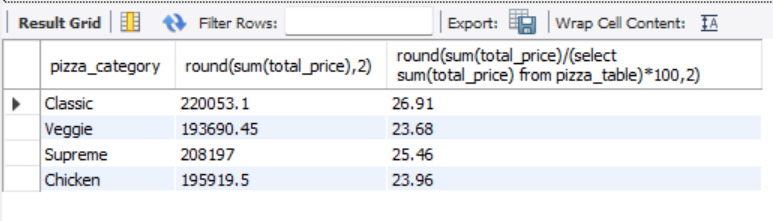 Result Grid Filter Rows: Export: Wrap Cell Content: IA
pizza_category round(sum(total_price),2) round(sum(total_price)/(select
sum(total_price) from pizza_table)*100,2)
Classic 220053.1 26.91
Veggie 193690.45 23.68
Supreme 208197 25.46
Chicken 195919.5 23.96